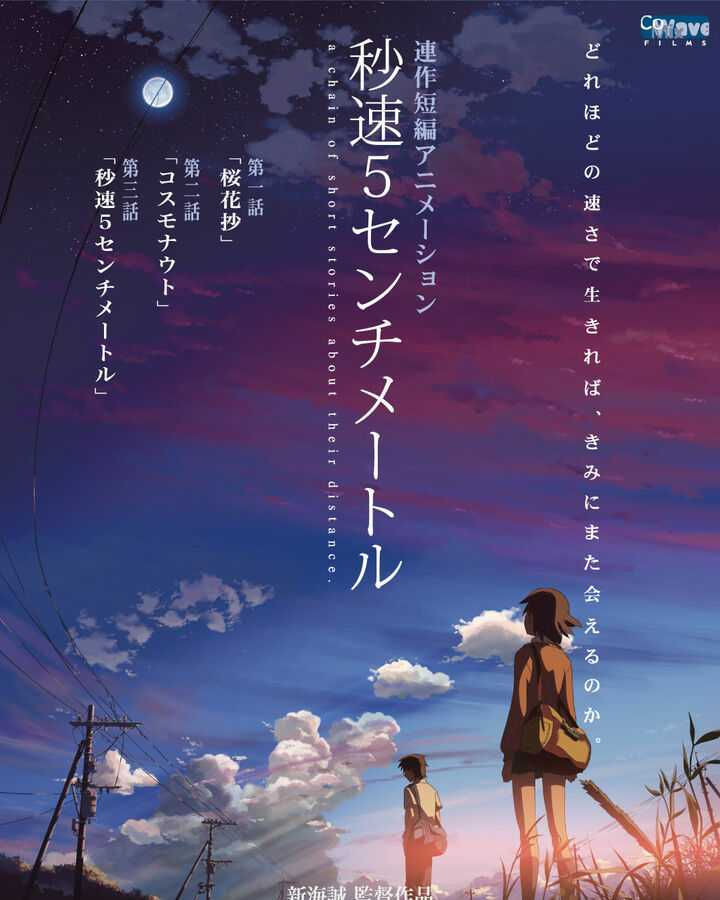 どれほどの速さで生きれば、きみにまた会えるのか。
連作短編アニメーション
秒速5センチメートル
a chain of short stories about their distance.
第一話
「桜花抄」
第二話
「コスモナウト」
第三話
「秒速5センチメートル」
新海誠 監督作品
FILMS